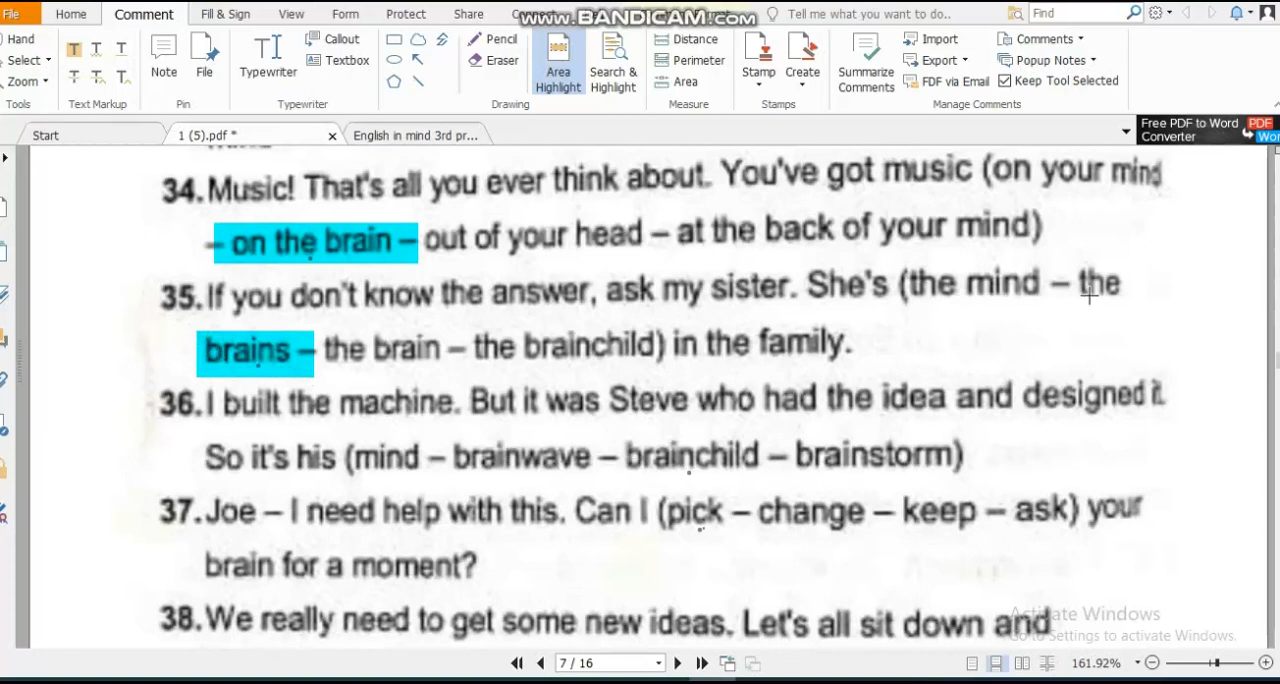 File Home Comment Fill & Sign View Form Protect Share www.BANDICAM.com Tell me what you want to do.. Find
Hand Select Zoom Tools
Text Markup
Note File Pin
Typewriter Callout Textbox Typewriter
Pencil Eraser Drawing
Area Highlight Search & Highlight
Distance Perimeter Area Measure
Stamp Create Stamps
Summarize Comments Import Export FDF via Email Comments Popup Notes Keep Tool Selected Manage Comments
Start 1 (5).pdf * English in mind 3rd pr... Free PDF to Word Converter PDF
34. Music! That's all you ever think about. You've got music (on your mind
– on the brain – out of your head – at the back of your mind)
35. If you don't know the answer, ask my sister. She's (the mind – the
brains – the brain – the brainchild) in the family.
36. I built the machine. But it was Steve who had the idea and designed it.
So it's his (mind – brainwave – brainchild – brainstorm)
37. Joe – I need help with this. Can I (pick – change – keep – ask) your
brain for a moment?
38. We really need to get some new ideas. Let's all sit down and
Activate Windows
Go to Settings to activate Windows.
7 / 16 161.92%